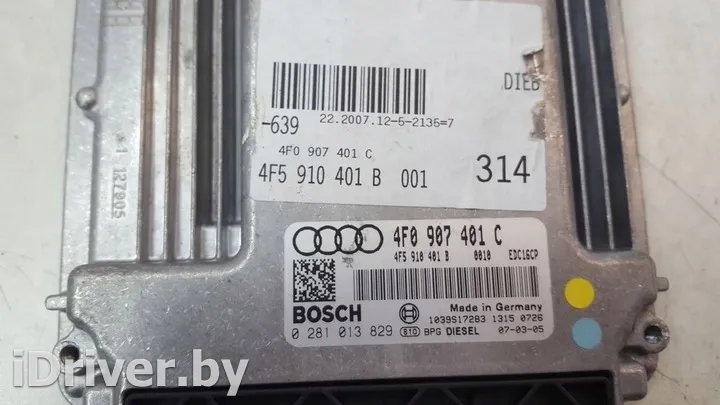 127905
DIEB
22.2007.12-5-2135=7
-639
4F0 907 401 C
4F5 910 401 B 001
314
4F0 907 401 C
4F5 910 401 B 0010 EDC16CP
BOSCH
Made in Germany
1039S17283 1315 0726
0 281 013 829 BPG DIESEL 07-03-05
iDriver.by